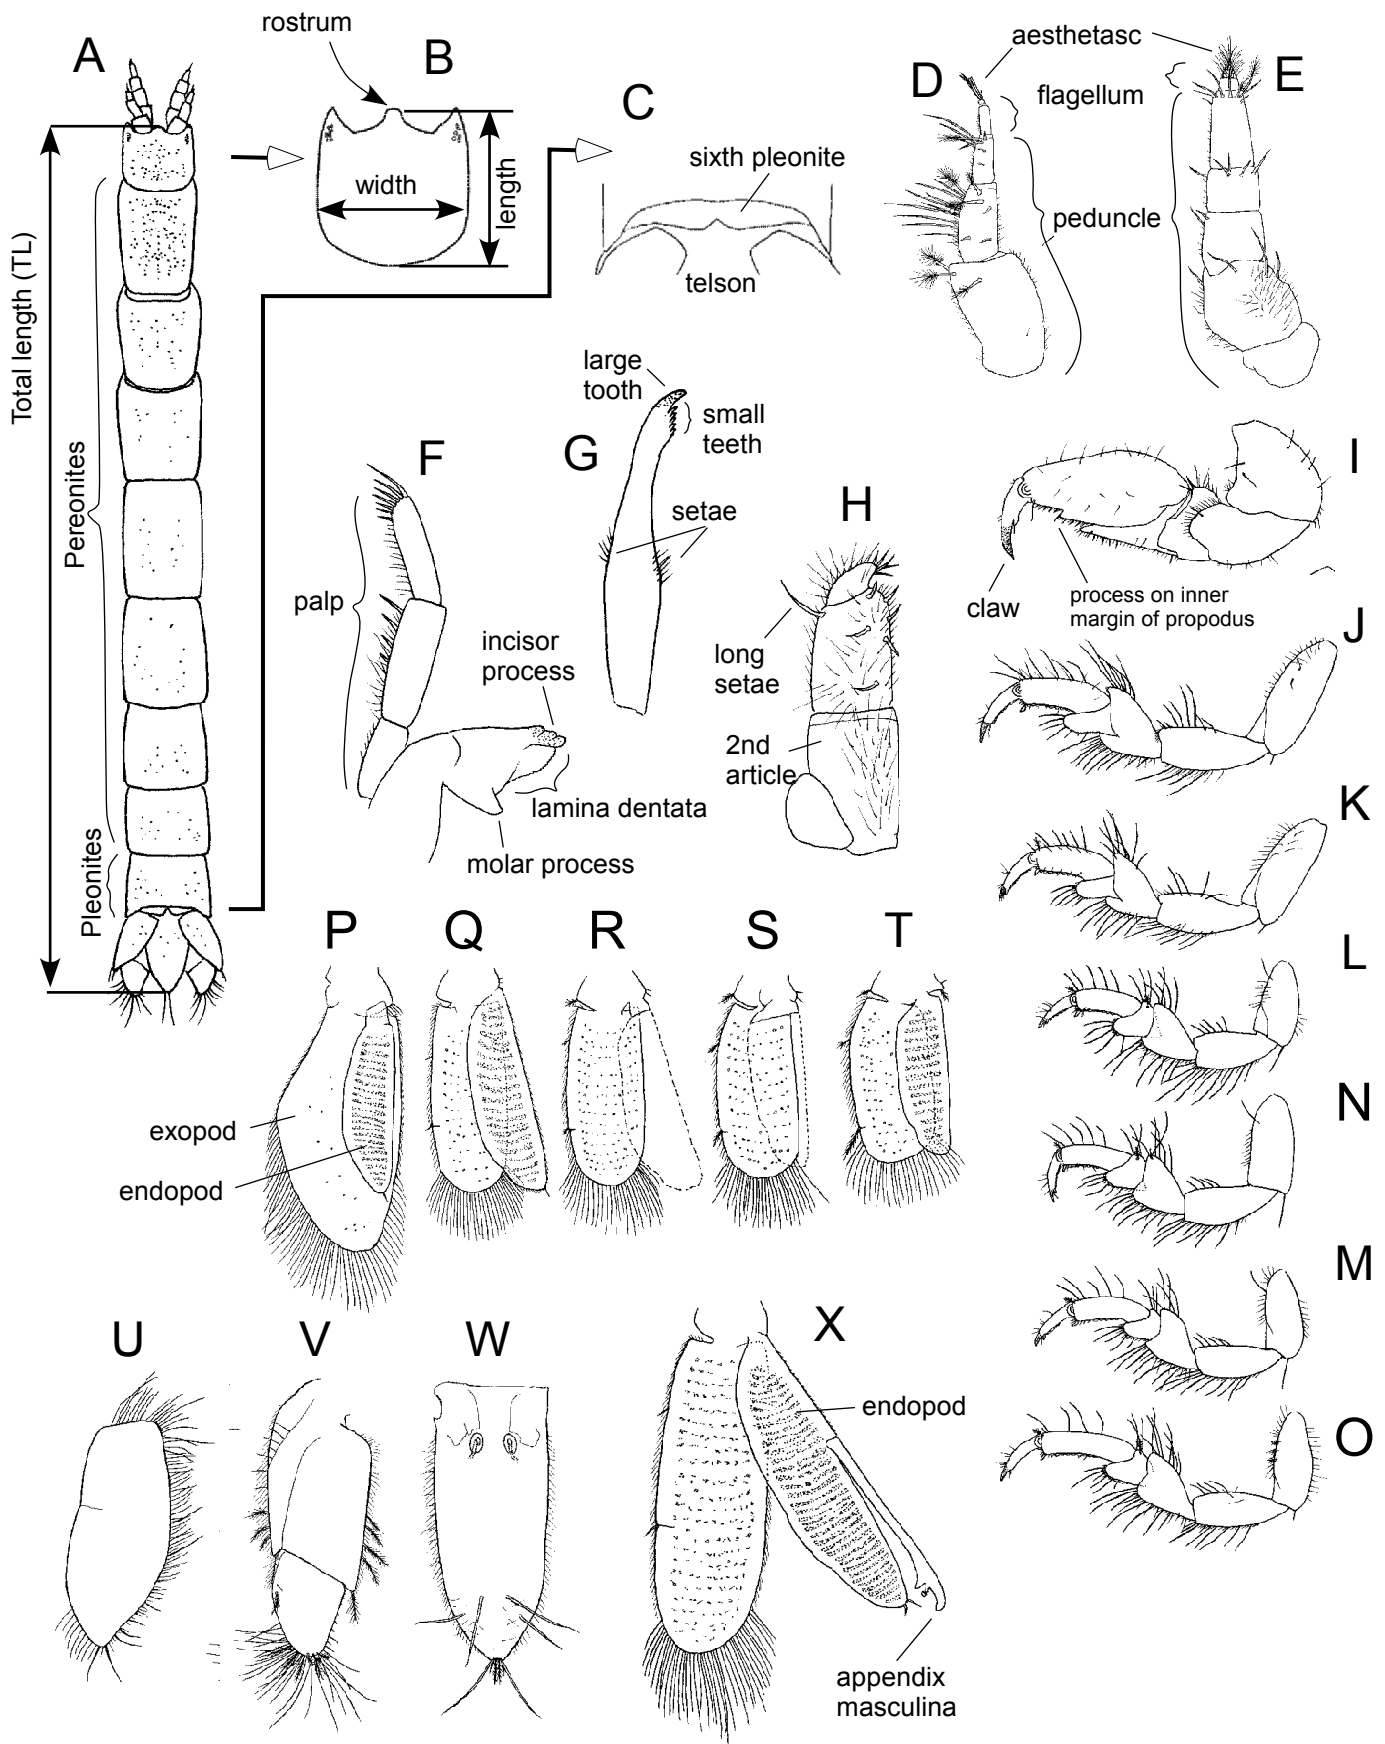 rostrum
A
B
width
length
Total length (TL)
Pereonites
Pleonites
C
sixth pleonite
telson
aesthetasc
D
E
flagellum
peduncle
large
tooth
small
teeth
F
G
setae
palp
incisor
process
lamina dentata
molar process
H
long
setae
2nd
article
I
claw
process on inner
margin of propodus
J
K
L
N
M
O
P
Q
R
S
T
exopod
endopod
U
V
W
X
endopod
appendix
masculina